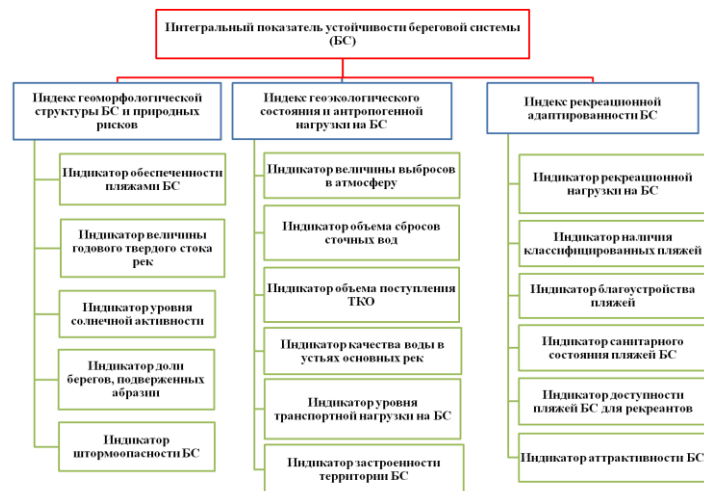 Интегральный показатель устойчивости береговой системы
(БС)
Индекс геоморфологической
структуры БС и природных
рисков
Индикатор обеспеченности
пляжами БС
Индикатор величины
годового твердого стока
рек
Индикатор уровня
солнечной активности
Индикатор доли
берегов, подверженных
абразии
Индикатор
штормоопасности БС
Индекс геоэкологического
состояния и антропогенной
нагрузки на БС
Индикатор величины выбросов
в атмосферу
Индикатор объема сбросов
сточных вод
Индикатор объема поступления
ТКО
Индикатор качества воды в
устьях основных рек
Индикатор уровня
транспортной нагрузки на БС
Индикатор застроенности
территории БС
Индекс рекреационной
адаптированности БС
Индикатор рекреационной
нагрузки на БС
Индикатор наличия
классифицированных пляжей
Индикатор благоустройства
пляжей
Индикатор санитарного
состояния пляжей БС
Индикатор доступности
пляжей БС для рекреантов
Индикатор аттрактивности БС